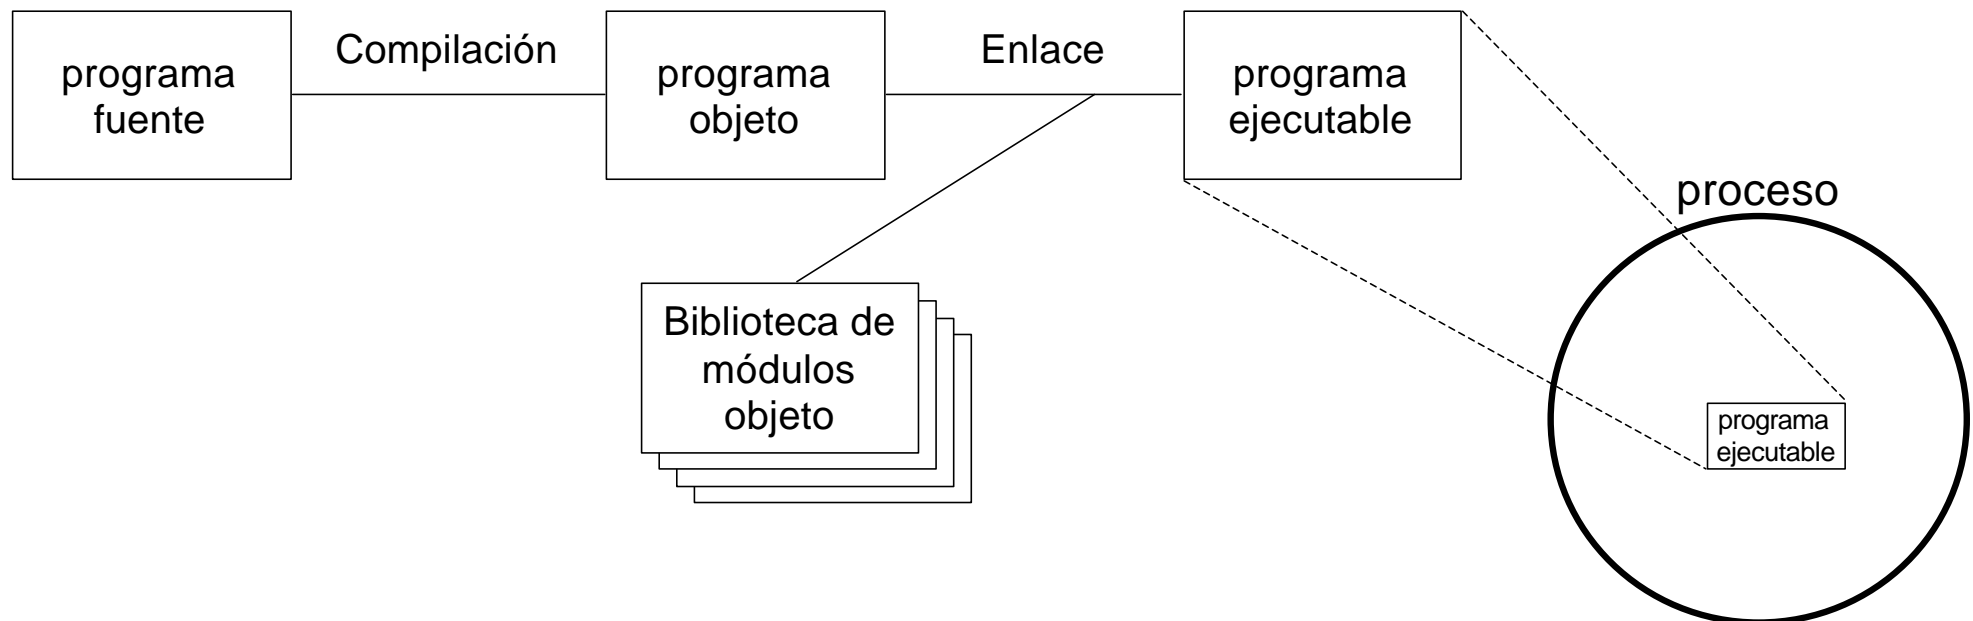 programa
fuente
Compilación
programa
objeto
Enlace
programa
ejecutable
Biblioteca de
módulos
objeto
proceso
programa
ejecutable